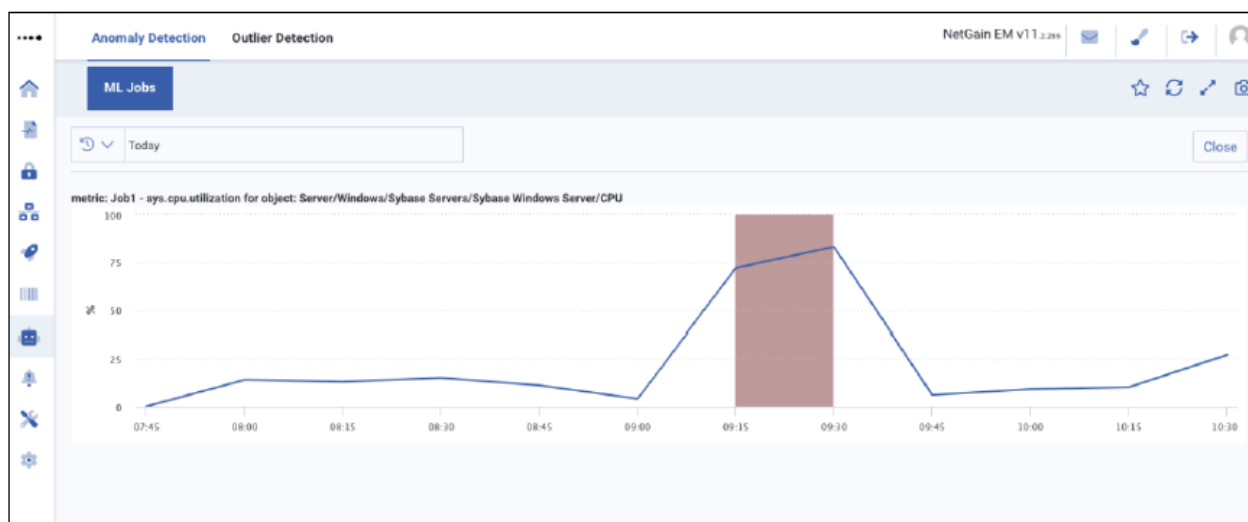 Anomaly Detection Outlier Detection NetGain EM v11.2.266
ML Jobs
Today Close
metric: Job1 - sys.cpu.utilization for object: Server/Windows/Sybase Servers/Sybase Windows Server/CPU
100
75
%
50
25
0
07:45 08:00 08:15 08:30 08:45 09:00 09:15 09:30 09:45 10:00 10:15 10:30